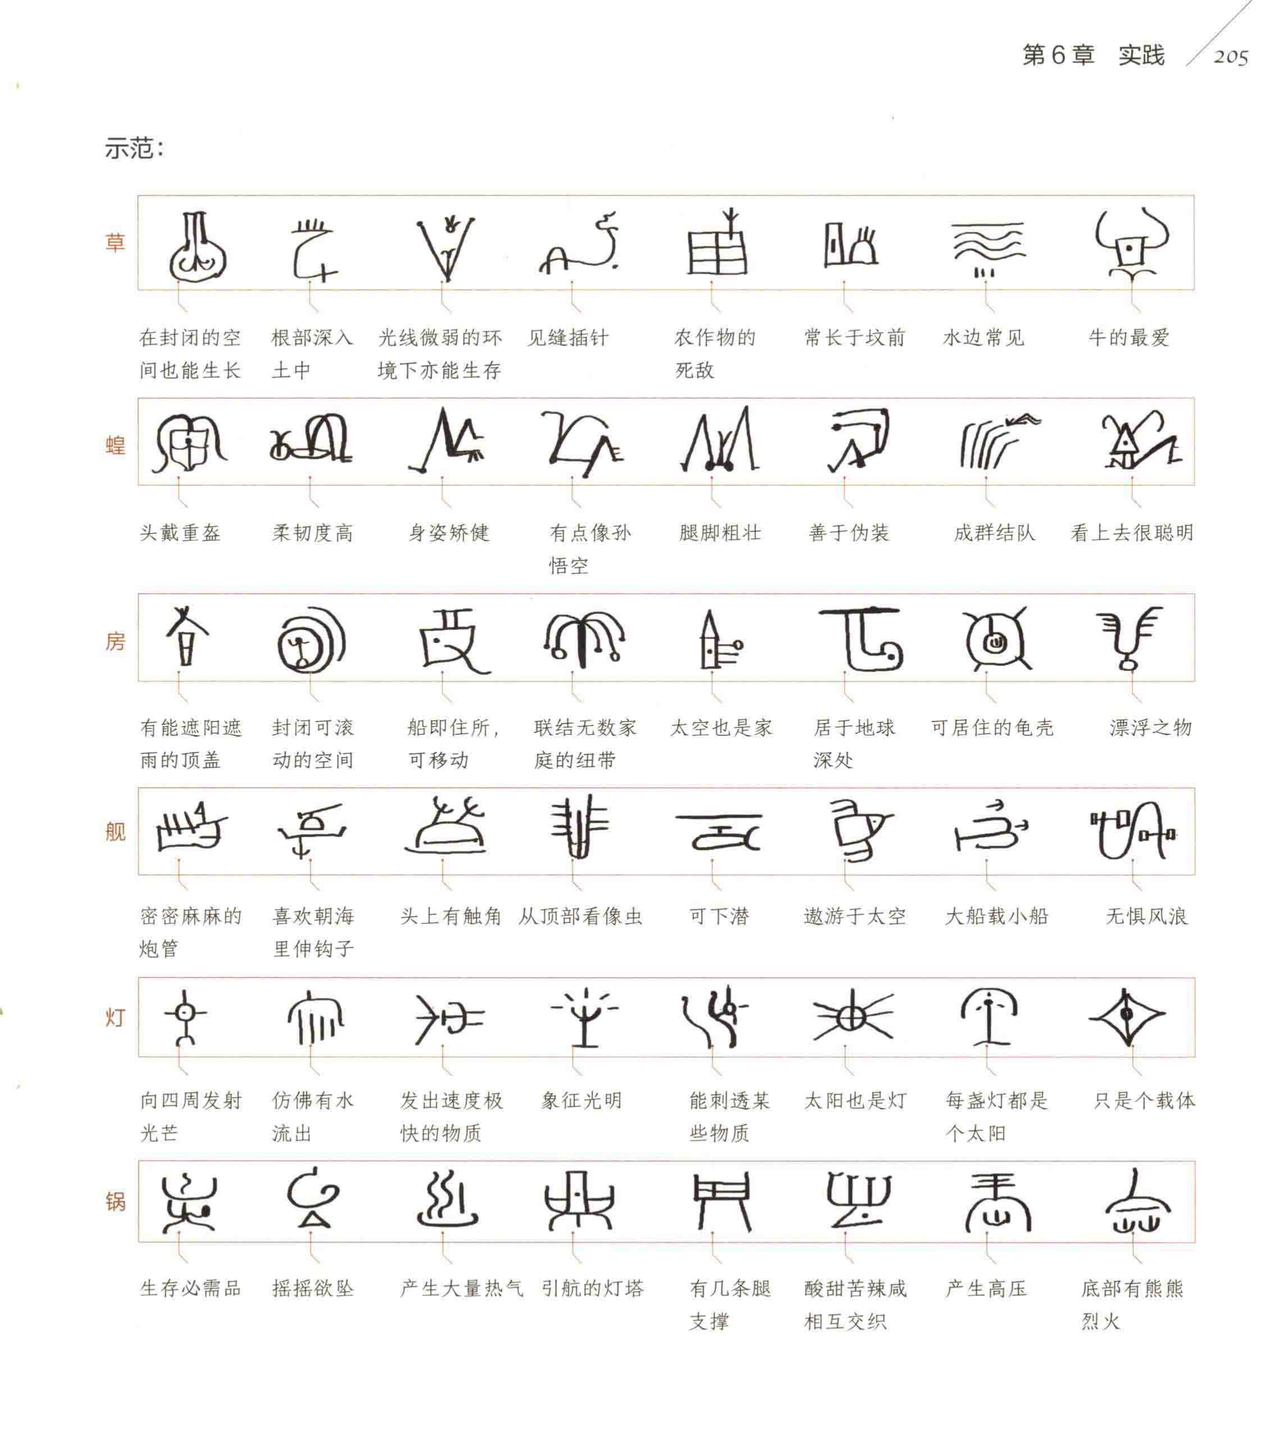 第6章 实践 205
示范：
草
在封闭的空 根部深入 光线微弱的环 见缝插针 农作物的 常长于坟前 水边常见 牛的最爱
间也能生长 土中 境下亦能生存 死敌
蝗
头戴重盔 柔韧度高 身姿矫健 有点像孙 腿脚粗壮 善于伪装 成群结队 看上去很聪明
悟空
房
有能遮阳遮 封闭可滚 船即住所， 联结无数家 太空也是家 居于地球 可居住的龟壳 漂浮之物
雨的顶盖 动的空间 可移动 庭的纽带 深处
舰
密密麻麻的 喜欢朝海 头上有触角 从顶部看像虫 可下潜 遨游于太空 大船载小船 无惧风浪
炮管 里伸钩子
灯
向四周发射 仿佛有水 发出速度极 象征光明 能刺透某 太阳也是灯 每盏灯都是 只是个载体
光芒 流出 快的物质 些物质 个太阳
锅
生存必需品 摇摇欲坠 产生大量热气 引航的灯塔 有几条腿 酸甜苦辣咸 产生高压 底部有熊熊
支撑 相互交织 烈火